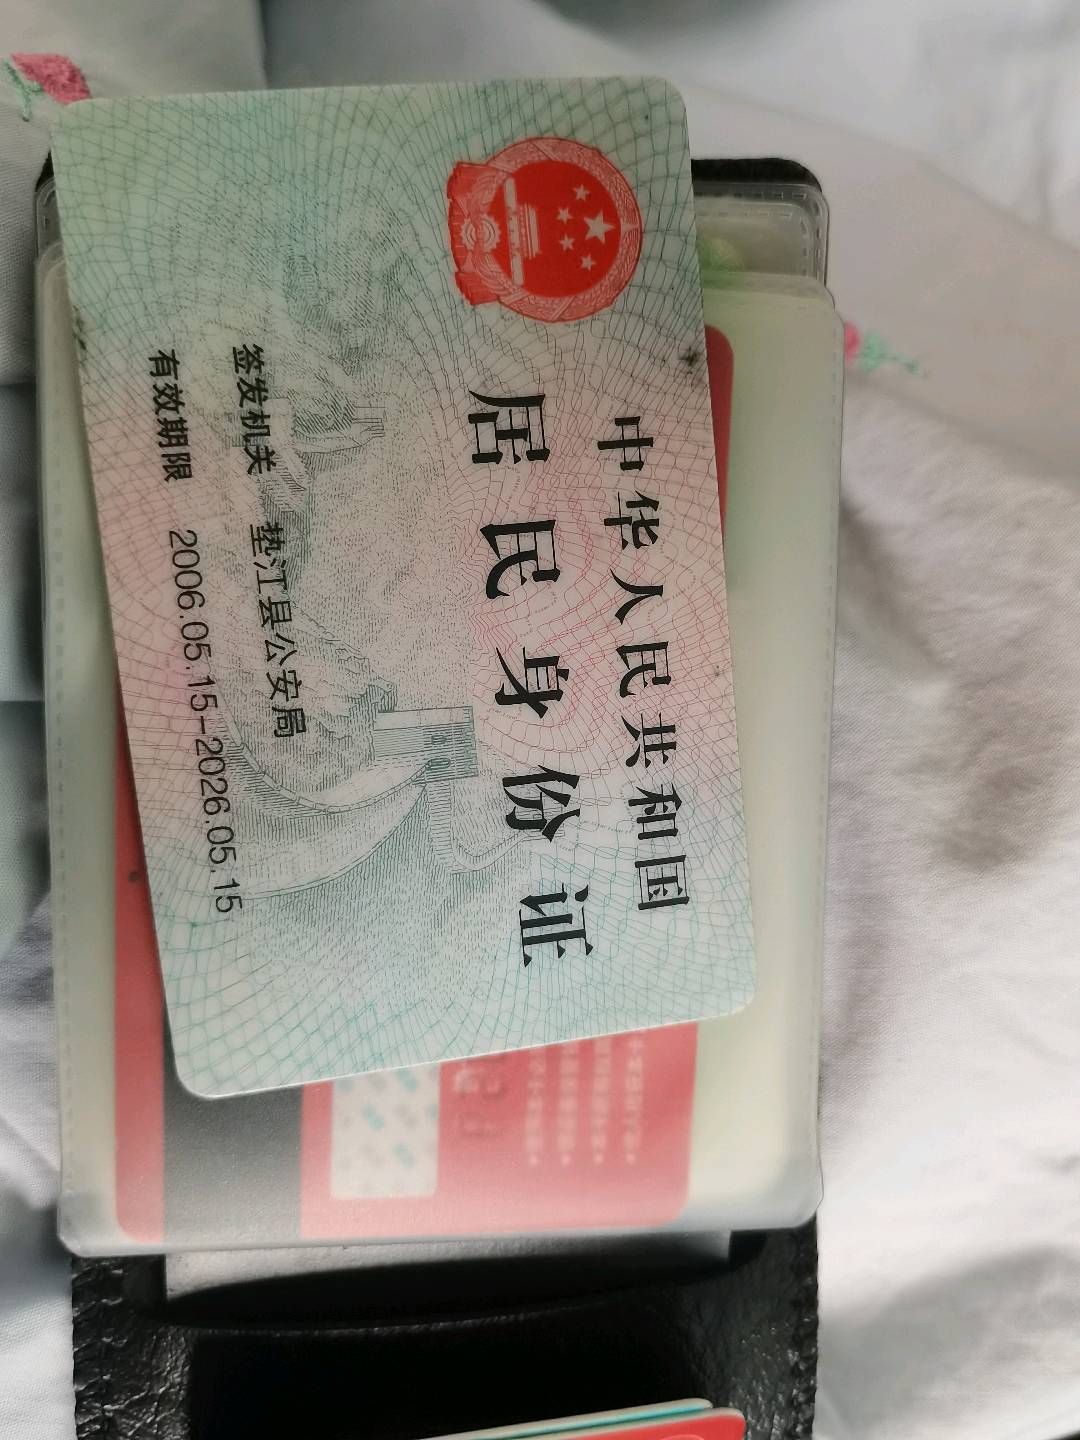 中华人民共和国
居民身份证
签发机关 垫江县公安局
有效期限 2006.05.15-2026.05.15